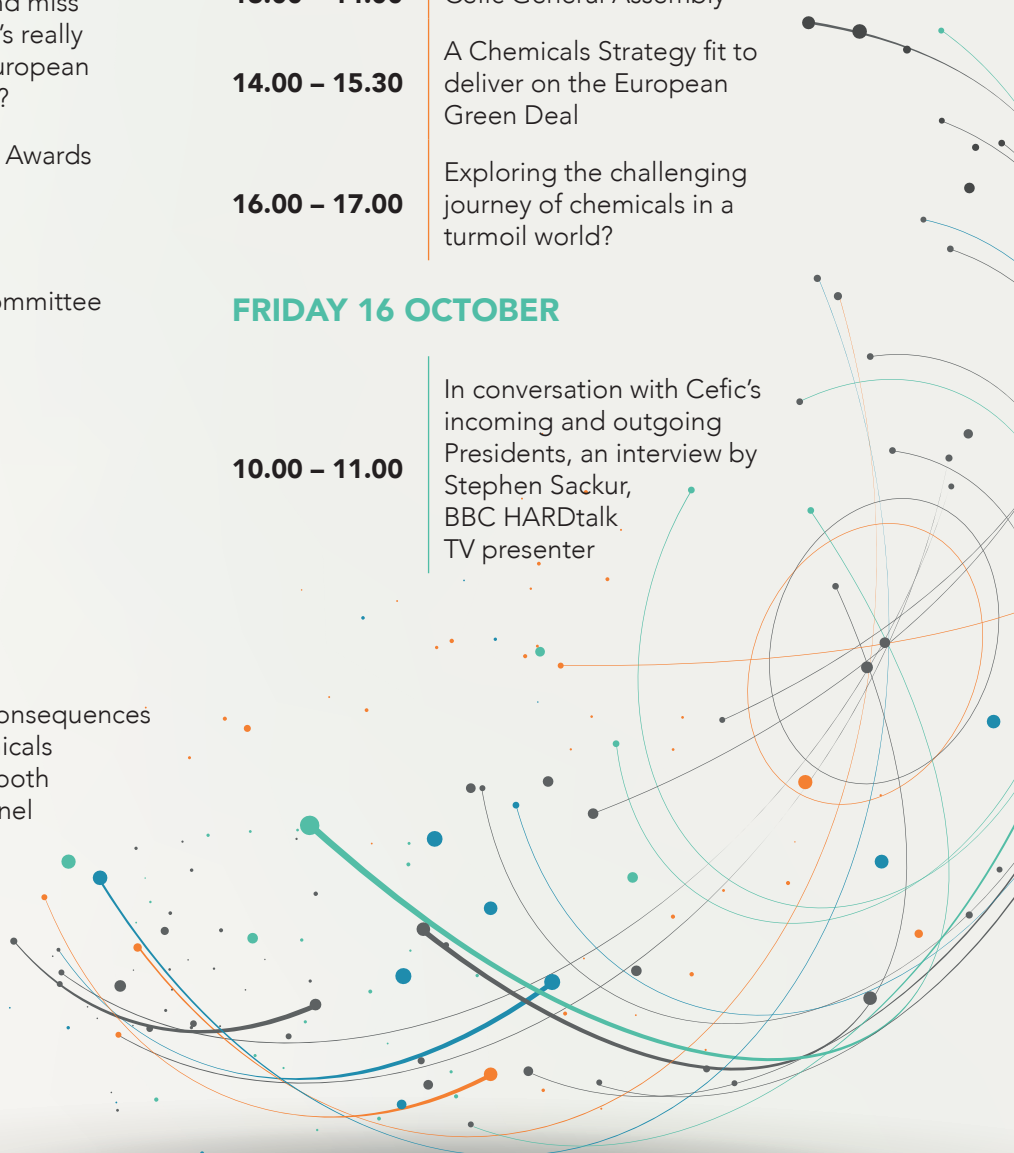 nd miss
's really
uropean
?
Awards
ommittee
onsequences
icals
ooth
nel
Cefic General Assembly
14.00 – 15.30
A Chemicals Strategy fit to
deliver on the European
Green Deal
16.00 – 17.00
Exploring the challenging
journey of chemicals in a
turmoil world?
FRIDAY 16 OCTOBER
10.00 – 11.00
In conversation with Cefic’s
incoming and outgoing
Presidents, an interview by
Stephen Sackur,
BBC HARDtalk
TV presenter